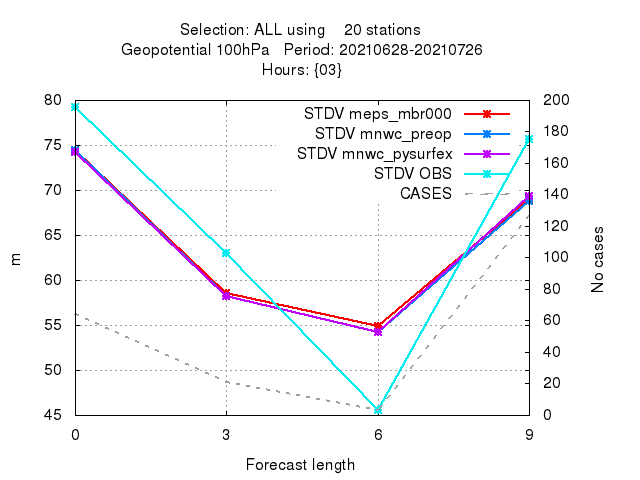 Selection: ALL using 20 stations
Geopotential 100hPa Period: 20210628-20210726
Hours: {03}
80 200
STDV meps_mbr000
STDV mnwc_preop
STDV mnwc_pysurfex
STDV OBS
CASES
75
70
65
60
55
50
45
180
160
140
120
100
80
60
40
20
0
m
No cases
0 3 6 9
Forecast length